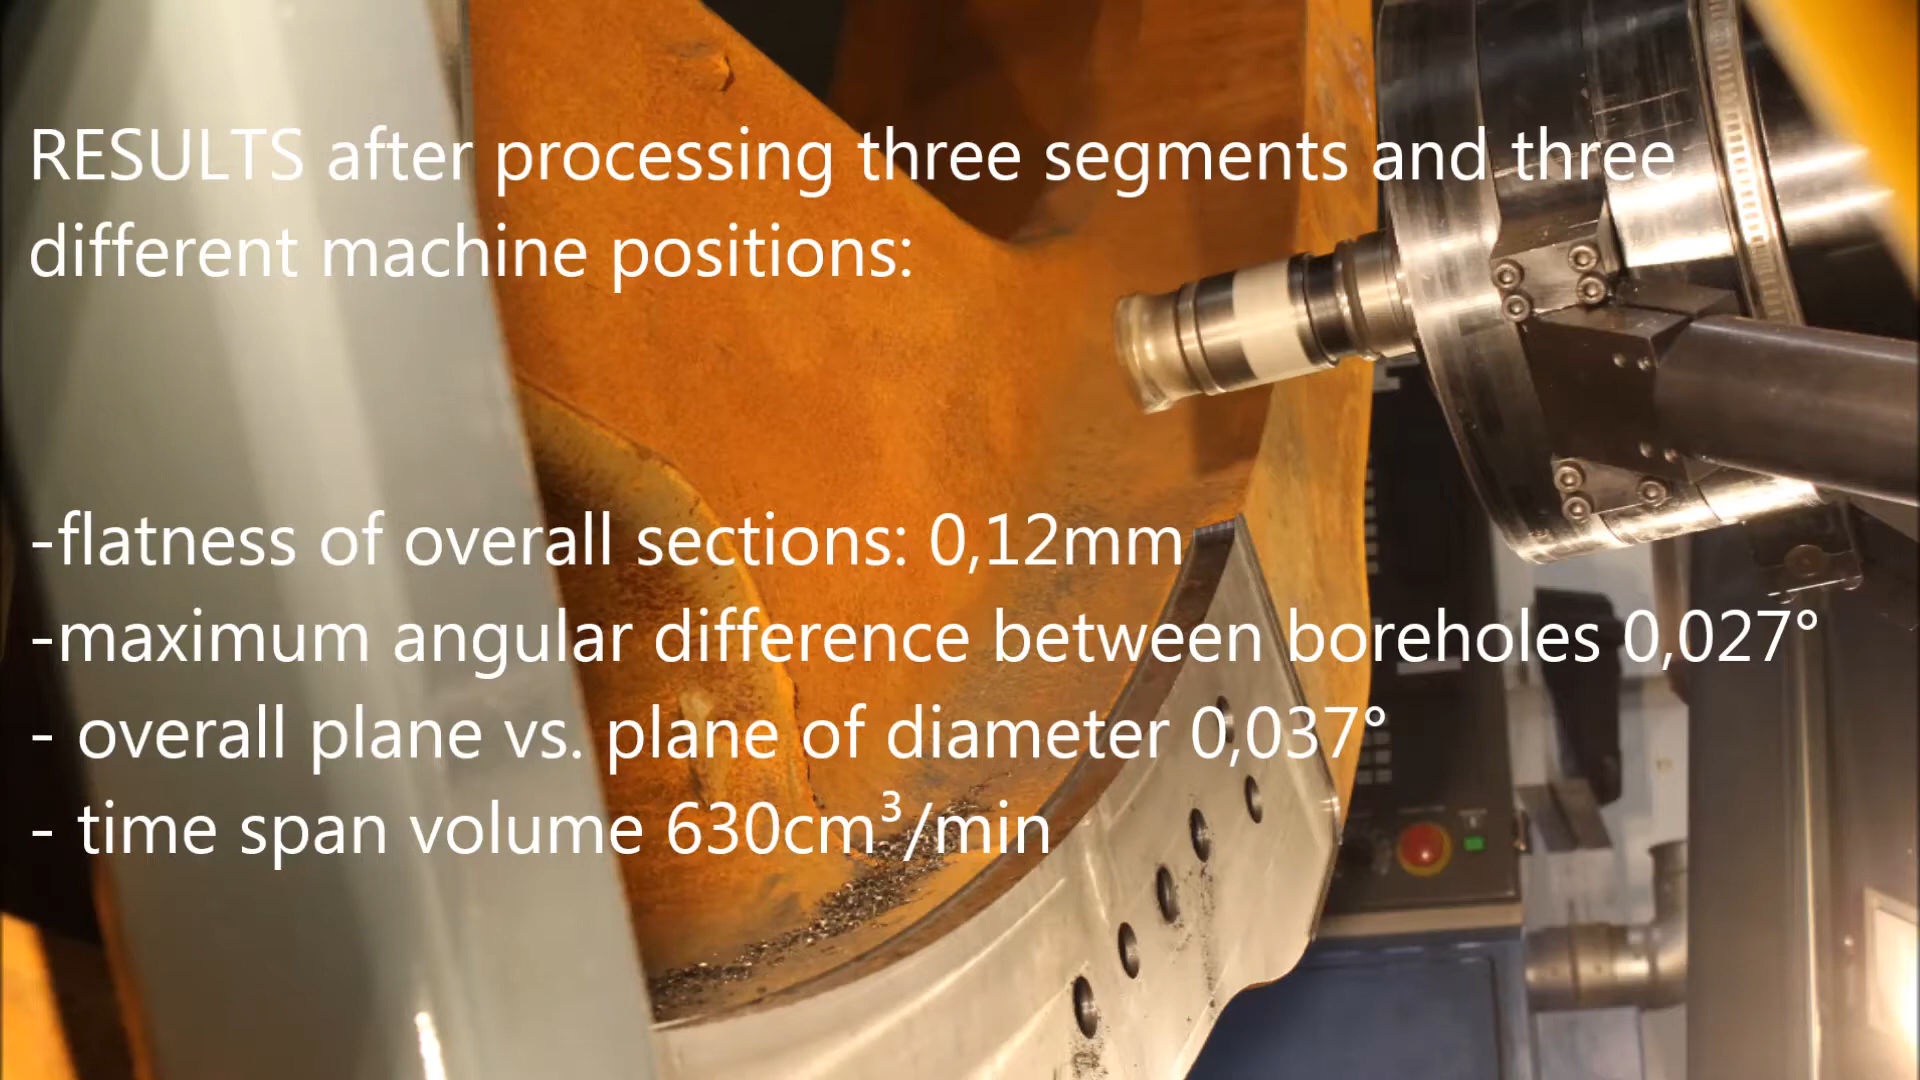 RESULTS after processing three segments and three
different machine positions:
-flatness of overall sections: 0,12mm
-maximum angular difference between boreholes 0,027°
- overall plane vs. plane of diameter 0,037°
- time span volume 630cm³/min